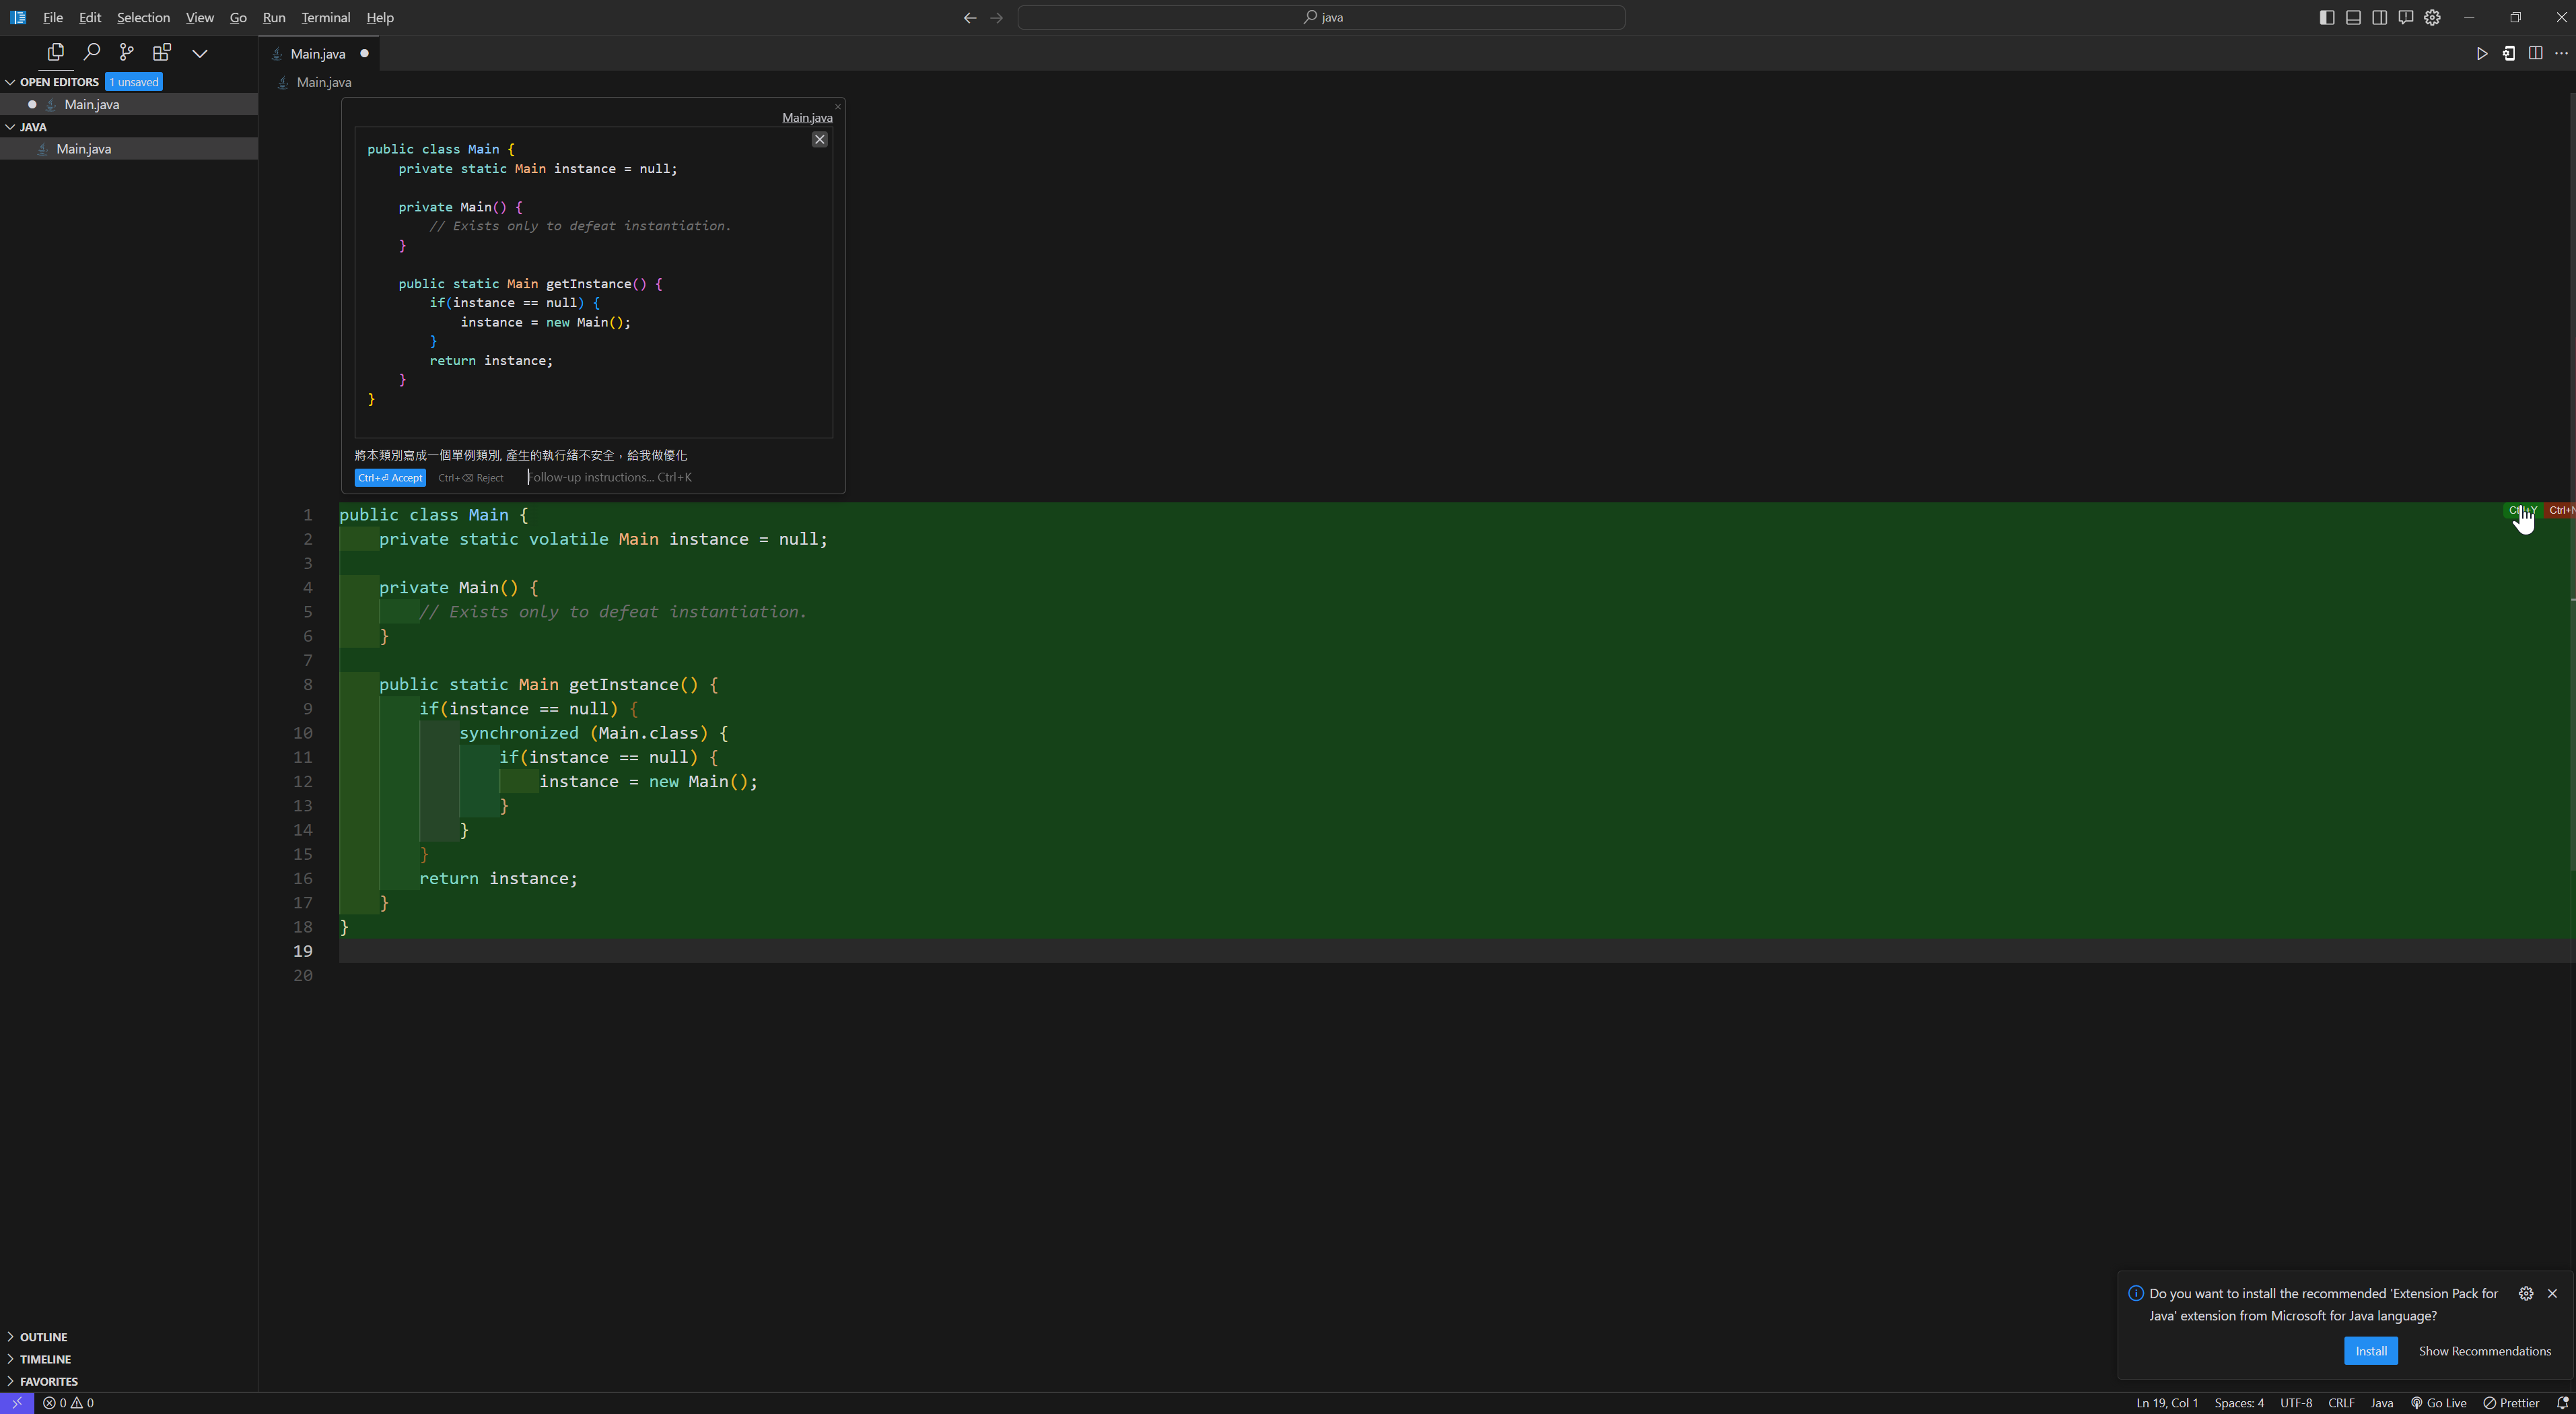 File Edit Selection View Go Run Terminal Help
java
Main.java
OPEN EDITORS 1 unsaved
Main.java
JAVA
Main.java
Main.java
Main.java
public class Main {
private static Main instance = null;
private Main() {
// Exists only to defeat instantiation.
}
public static Main getInstance() {
if(instance == null) {
instance = new Main();
}
return instance;
}
}
將本類別寫成一個單例類別, 產生的執行緒不安全，給我做優化
Ctrl+⏎ Accept Ctrl+⌫ Reject Follow-up instructions... Ctrl+K
Ctrl+Y Ctrl+N
1 public class Main {
2 private static volatile Main instance = null;
3
4 private Main() {
5 // Exists only to defeat instantiation.
6 }
7
8 public static Main getInstance() {
9 if(instance == null) {
10 synchronized (Main.class) {
11 if(instance == null) {
12 instance = new Main();
13 }
14 }
15 }
16 return instance;
17 }
18 }
19
20
Do you want to install the recommended 'Extension Pack for
Java' extension from Microsoft for Java language?
Install Show Recommendations
OUTLINE
TIMELINE
FAVORITES
0 0
Ln 19, Col 1 Spaces: 4 UTF-8 CRLF Java Go Live Prettier